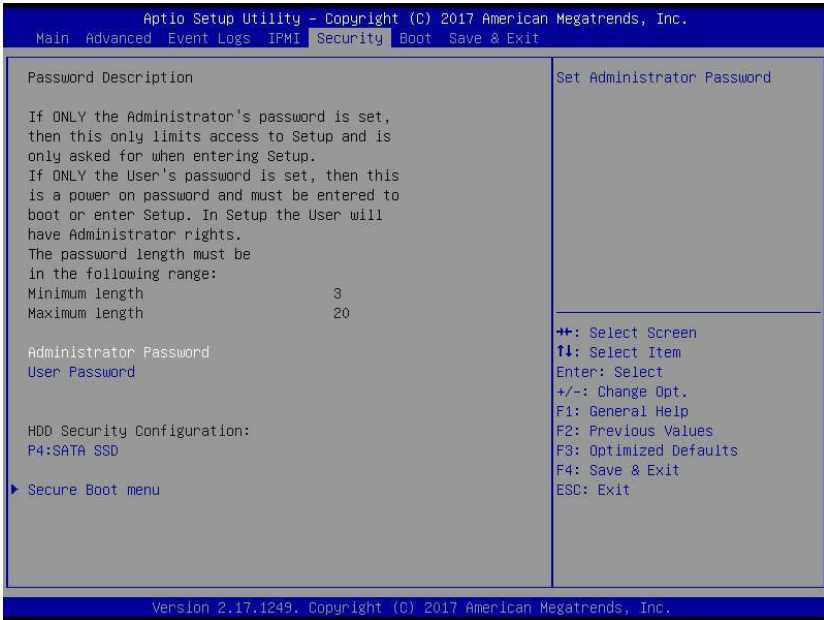 Aptio Setup Utility – Copyright (C) 2017 American Megatrends, Inc.
Main Advanced Event Logs IPMI Security Boot Save & Exit
Password Description
If ONLY the Administrator's password is set,
then this only limits access to Setup and is
only asked for when entering Setup.
If ONLY the User's password is set, then this
is a power on password and must be entered to
boot or enter Setup. In Setup the User will
have Administrator rights.
The password length must be
in the following range:
Minimum length 3
Maximum length 20
Administrator Password
User Password
HDD Security Configuration:
P4:SATA SSD
Secure Boot menu
Set Administrator Password
→←: Select Screen
↑↓: Select Item
Enter: Select
+/-: Change Opt.
F1: General Help
F2: Previous Values
F3: Optimized Defaults
F4: Save & Exit
ESC: Exit
Version 2.17.1249. Copyright (C) 2017 American Megatrends, Inc.